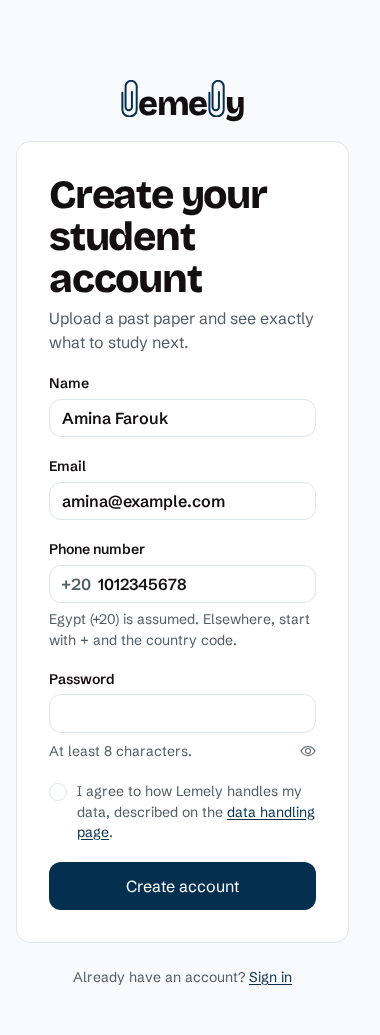 lemelly
Create your
student
account
Upload a past paper and see exactly
what to study next.
Name
Amina Farouk
Email
amina@example.com
Phone number
+20 1012345678
Egypt (+20) is assumed. Elsewhere, start
with + and the country code.
Password
At least 8 characters.
I agree to how Lemely handles my
data, described on the data handling
page.
Create account
Already have an account? Sign in